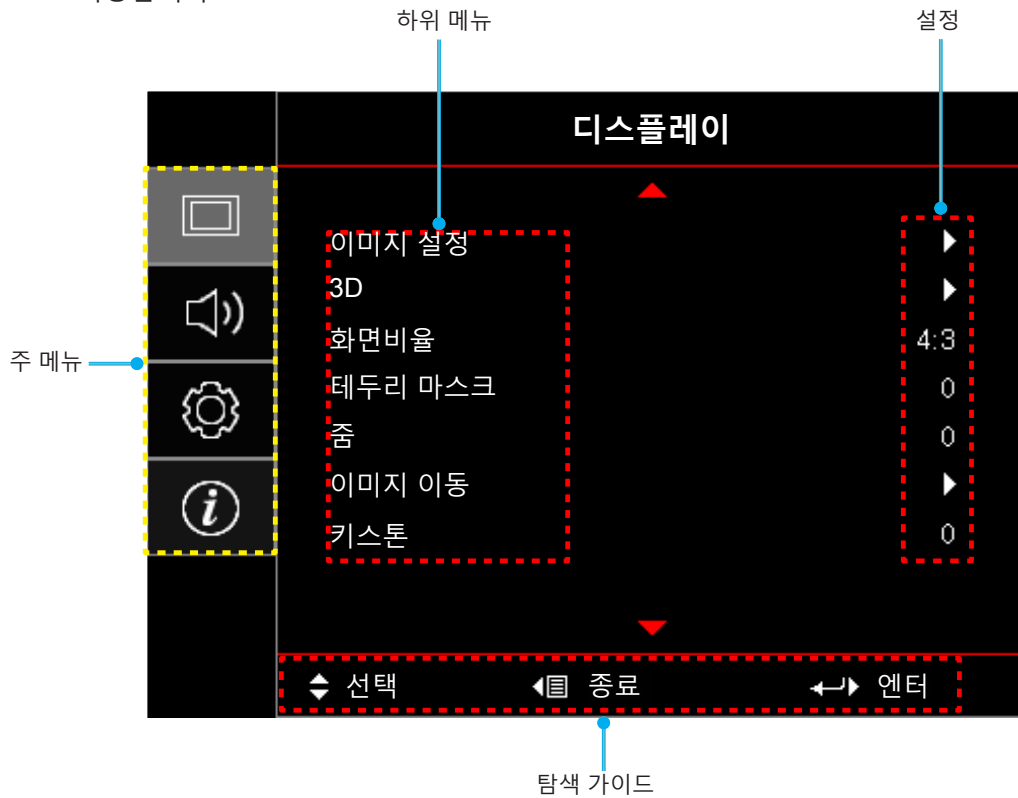 하위 메뉴
설정
디스플레이
이미지 설정
3D
화면비율 4:3
테두리 마스크 0
줌 0
이미지 이동
키스톤 0
주 메뉴
선택 종료 엔터
탐색 가이드